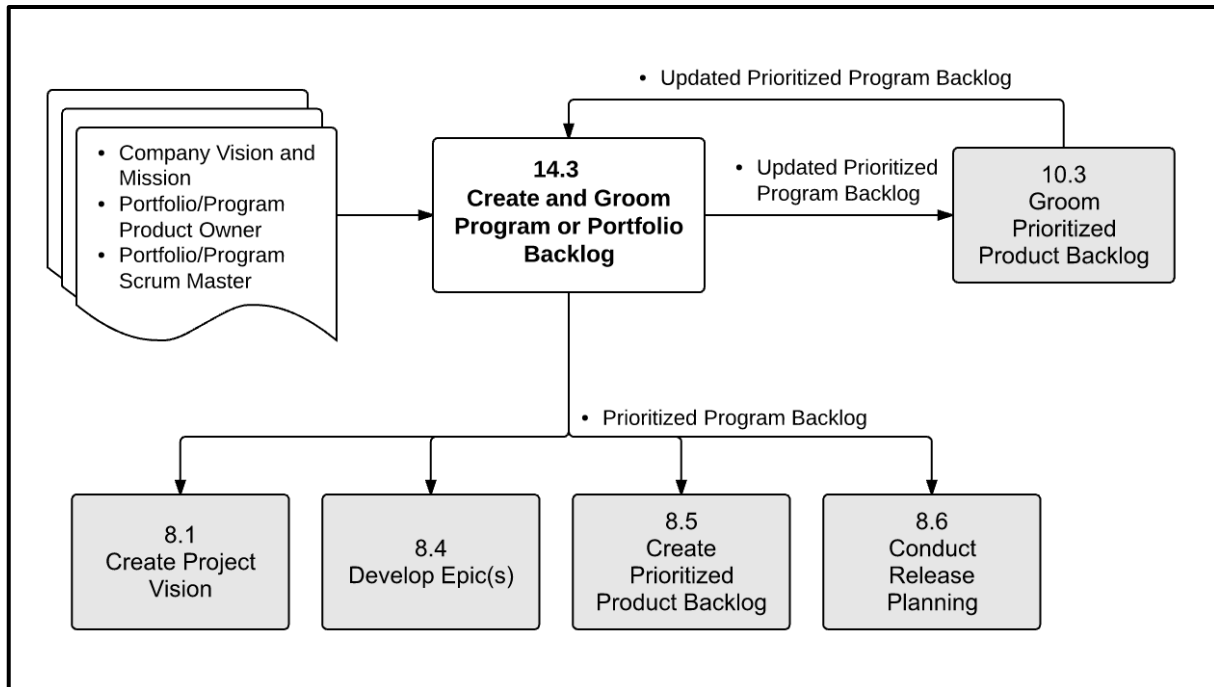 • Updated Prioritized Program Backlog
• Company Vision and
Mission
• Portfolio/Program
Product Owner
• Portfolio/Program
Scrum Master
14.3
Create and Groom
Program or Portfolio
Backlog
• Updated Prioritized
Program Backlog
10.3
Groom
Prioritized
Product Backlog
• Prioritized Program Backlog
8.1
Create Project
Vision
8.4
Develop Epic(s)
8.5
Create
Prioritized
Product Backlog
8.6
Conduct
Release
Planning